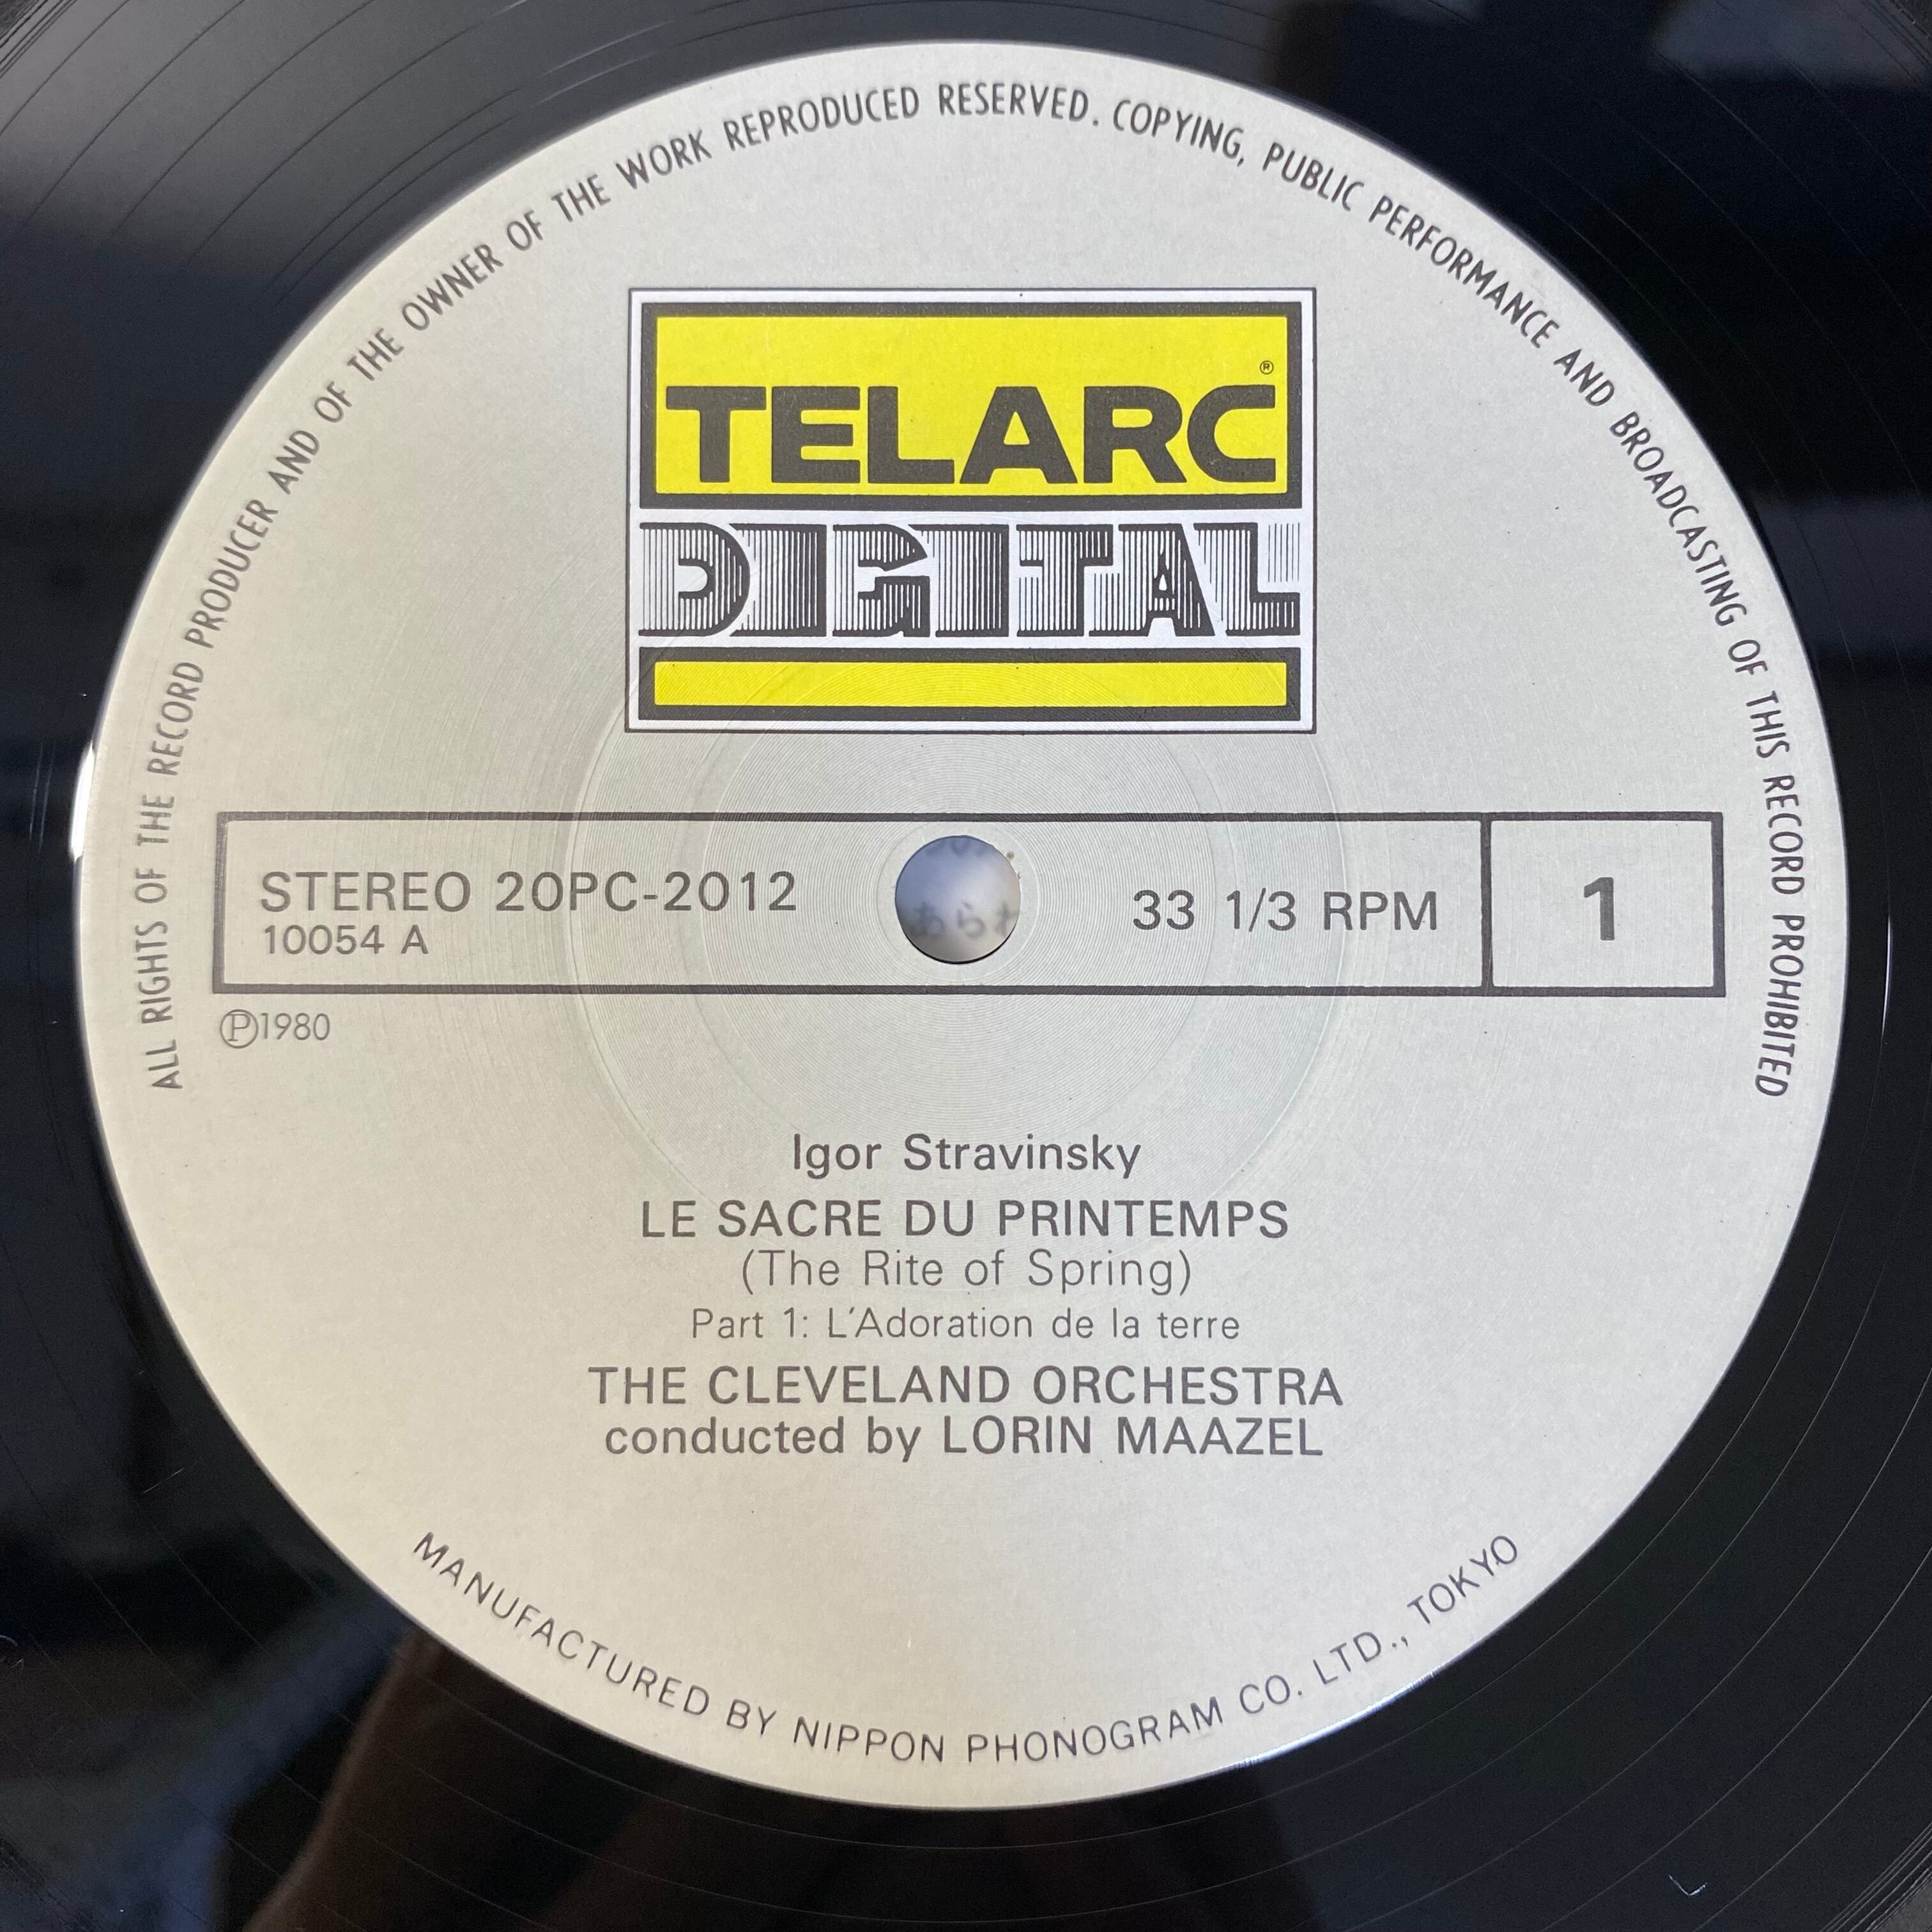 ALL RIGHTS OF THE RECORD PRODUCER AND OF THE OWNER OF THE WORK REPRODUCED RESERVED. COPYING, PUBLIC PERFORMANCE AND BROADCASTING OF THIS RECORD PROHIBITED
TELARC®
DIGITAL
STEREO 20PC-2012
10054 A
33 1/3 RPM
1
あらわ
℗1980
Igor Stravinsky
LE SACRE DU PRINTEMPS
(The Rite of Spring)
Part 1: L'Adoration de la terre
THE CLEVELAND ORCHESTRA
conducted by LORIN MAAZEL
MANUFACTURED BY NIPPON PHONOGRAM CO. LTD., TOKYO